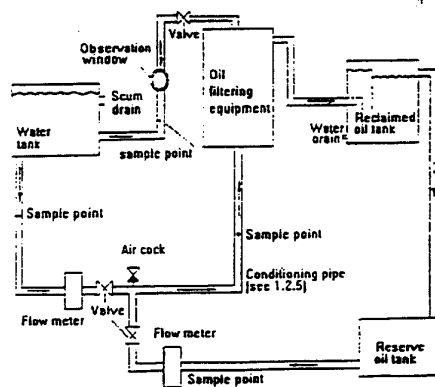 Valve
Observation
window
Oil
filtering
equipment
Scum
drain
Water
tank
sample point
Water
drain
Reclaimed
oil tank
Sample point
Sample point
Air cock
Conditioning pipe
(see 1.2.5)
Flow meter
Valve
Flow meter
Reserve
oil tank
Sample point